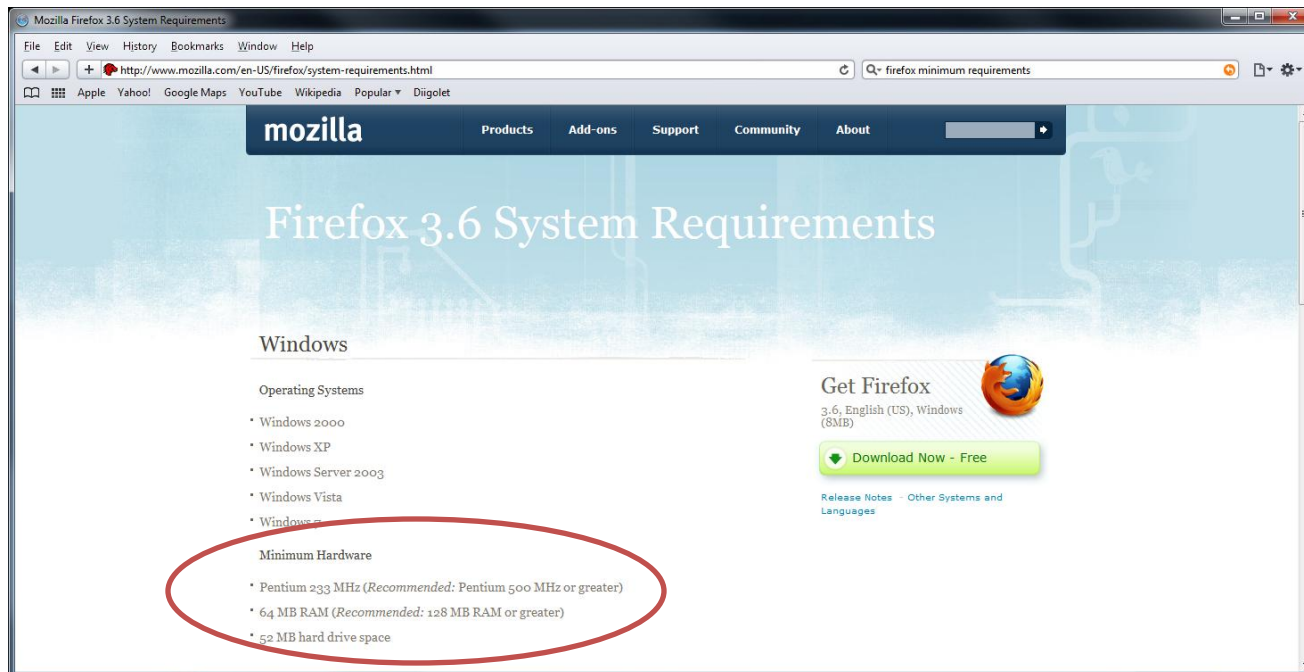 Mozilla Firefox 3.6 System Requirements
File Edit View History Bookmarks Window Help
http://www.mozilla.com/en-US/firefox/system-requirements.html
firefox minimum requirements
Apple Yahoo! Google Maps YouTube Wikipedia Popular Diigolet
mozilla Products Add-ons Support Community About
Firefox 3.6 System Requirements
Windows
Operating Systems
Windows 2000
Windows XP
Windows Server 2003
Windows Vista
Windows 7
Minimum Hardware
Pentium 233 MHz (Recommended: Pentium 500 MHz or greater)
64 MB RAM (Recommended: 128 MB RAM or greater)
52 MB hard drive space
Get Firefox
3.6, English (US), Windows
(8MB)
Download Now - Free
Release Notes - Other Systems and
Languages